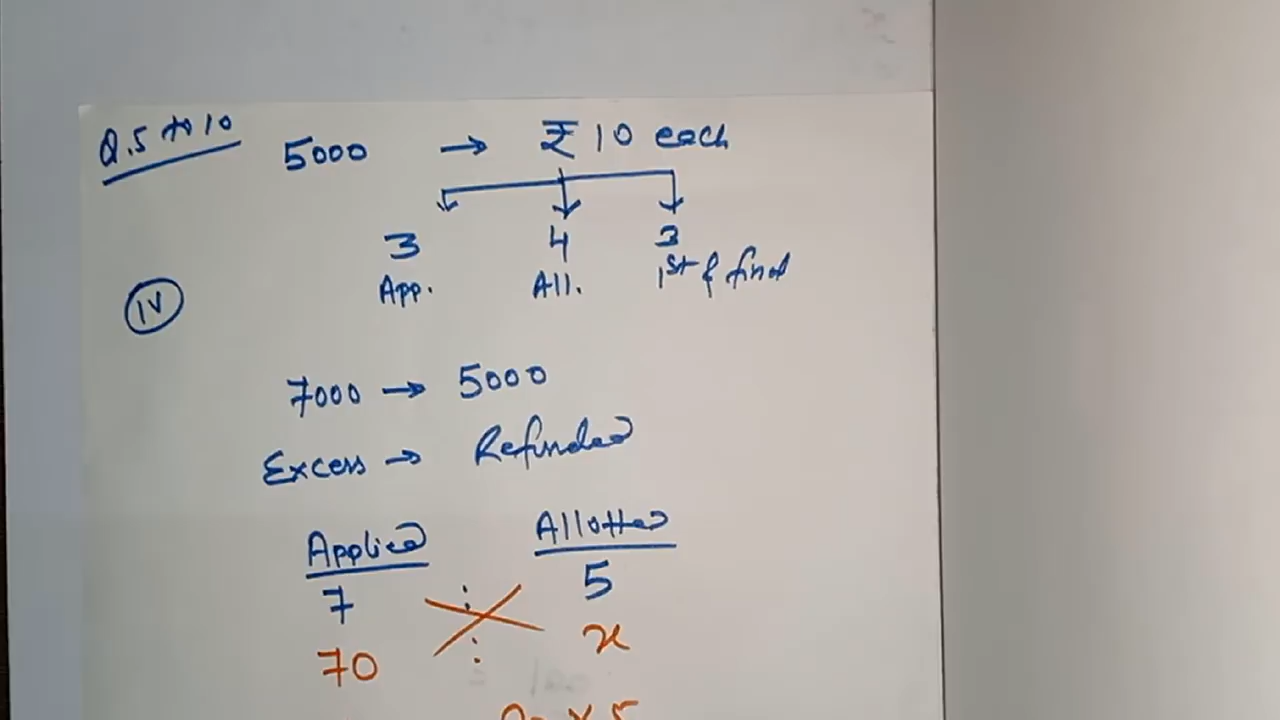 Q.5 to 10
5000 → ₹ 10 each
3 4 3
App. All. 1st & final
IV
7000 → 5000
Excess → Refunded
Applied Allotted
7 : 5
70 : x